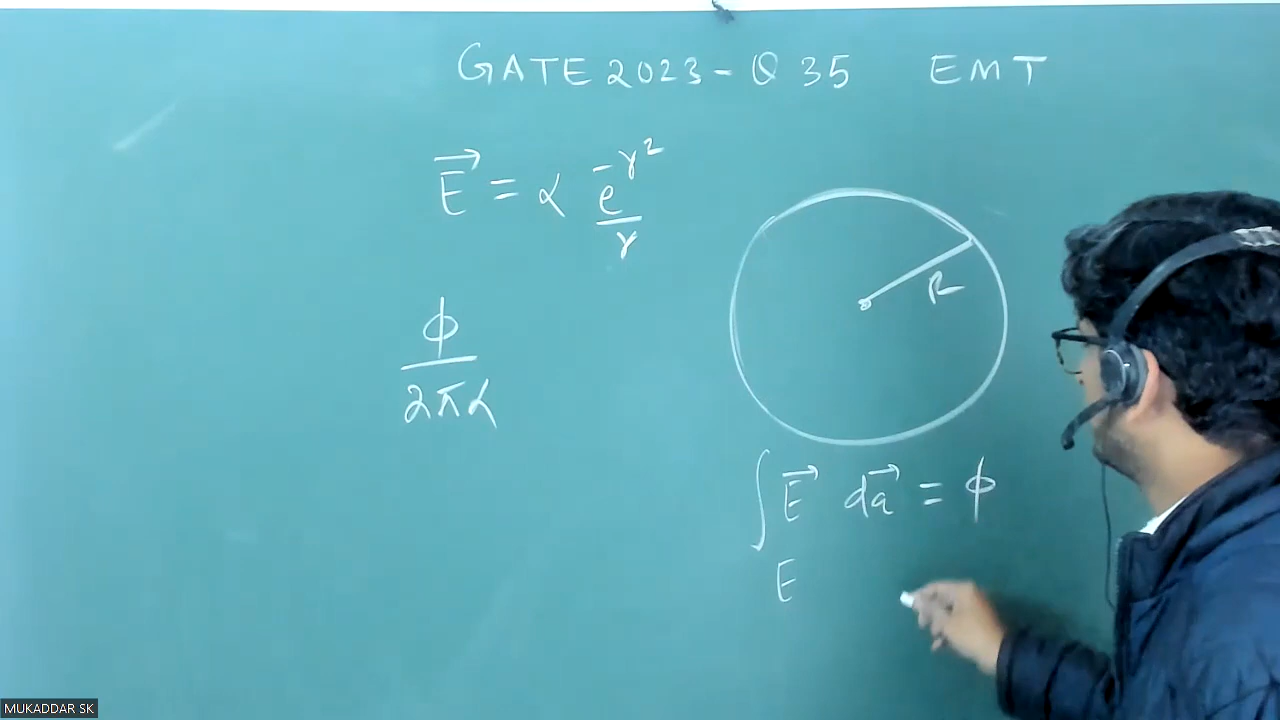 GATE 2023 - Q 35 EMT
E⃗ = α e^{-r²} / r
R
ϕ / 2πα
∫ E⃗ da⃗ = ϕ
E
MUKADDAR SK